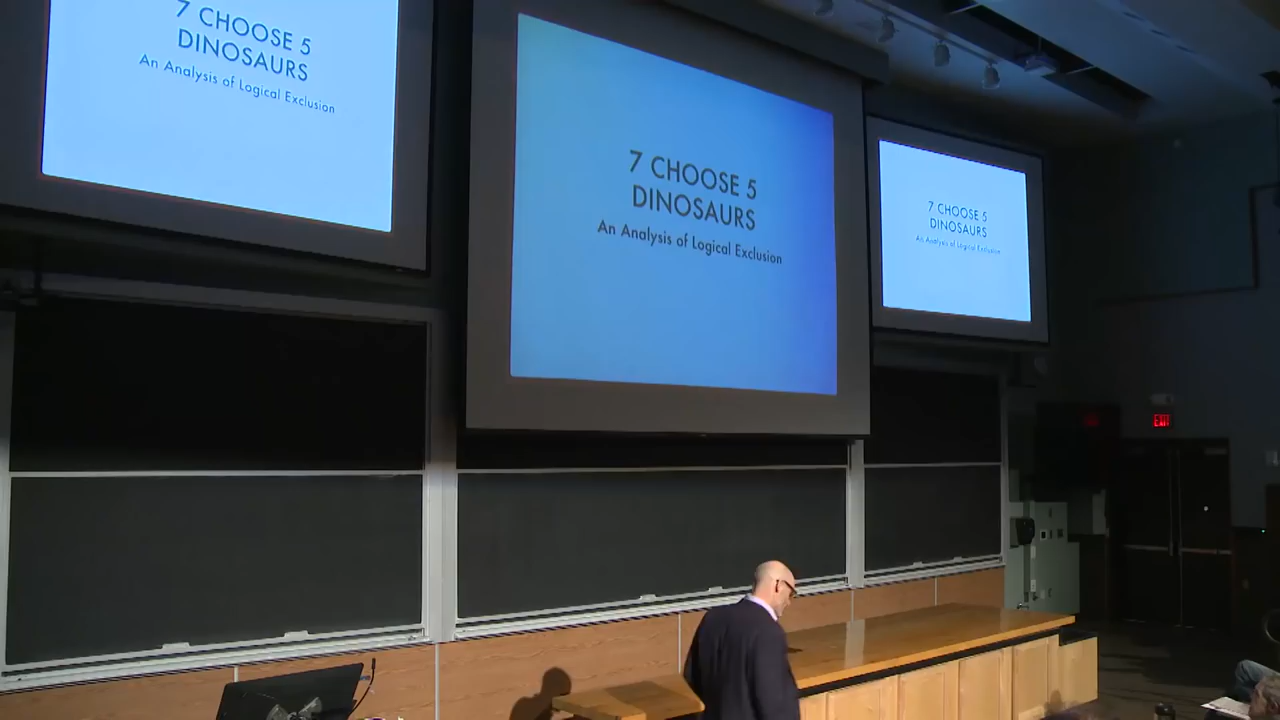 7 CHOOSE 5
DINOSAURS
An Analysis of Logical Exclusion
7 CHOOSE 5
DINOSAURS
An Analysis of Logical Exclusion
7 CHOOSE 5
DINOSAURS
An Analysis of Logical Exclusion
EXIT